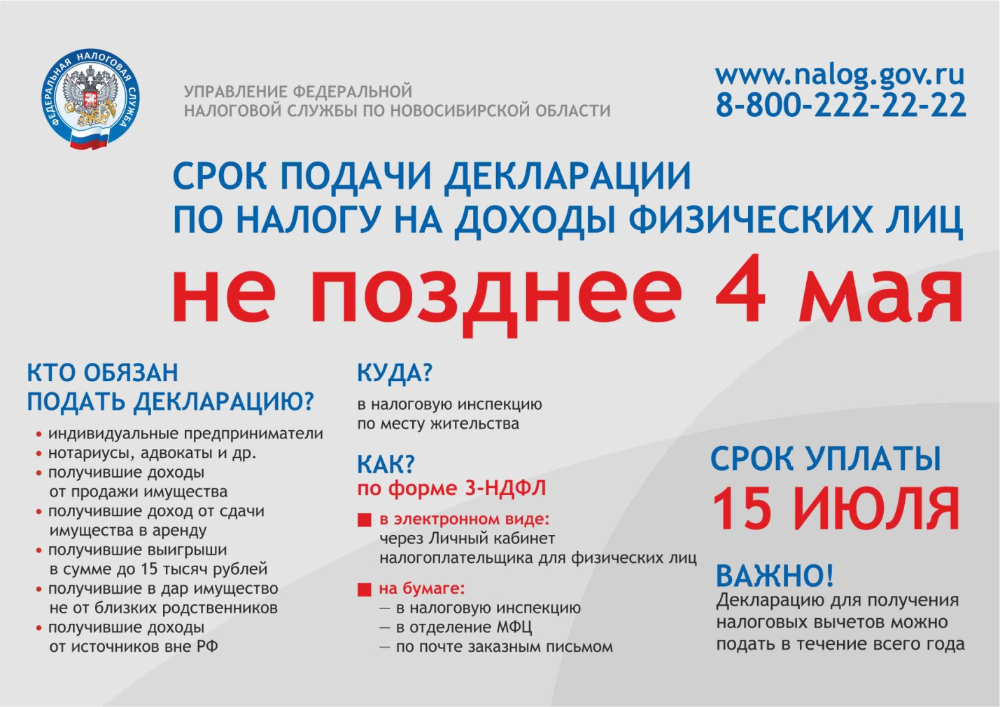 ФЕДЕРАЛЬНАЯ НАЛОГОВАЯ СЛУЖБА
УПРАВЛЕНИЕ ФЕДЕРАЛЬНОЙ
НАЛОГОВОЙ СЛУЖБЫ ПО НОВОСИБИРСКОЙ ОБЛАСТИ
www.nalog.gov.ru
8-800-222-22-22
СРОК ПОДАЧИ ДЕКЛАРАЦИИ
ПО НАЛОГУ НА ДОХОДЫ ФИЗИЧЕСКИХ ЛИЦ
не позднее 4 мая
КТО ОБЯЗАН
ПОДАТЬ ДЕКЛАРАЦИЮ?
• индивидуальные предприниматели
• нотариусы, адвокаты и др.
• получившие доходы
от продажи имущества
• получившие доход от сдачи
имущества в аренду
• получившие выигрыши
в сумме до 15 тысяч рублей
• получившие в дар имущество
не от близких родственников
• получившие доходы
от источников вне РФ
КУДА?
в налоговую инспекцию
по месту жительства
КАК?
по форме 3-НДФЛ
■ в электронном виде:
через Личный кабинет
налогоплательщика для физических лиц
■ на бумаге:
— в налоговую инспекцию
— в отделение МФЦ
— по почте заказным письмом
СРОК УПЛАТЫ
15 ИЮЛЯ
ВАЖНО!
Декларацию для получения
налоговых вычетов можно
подать в течение всего года